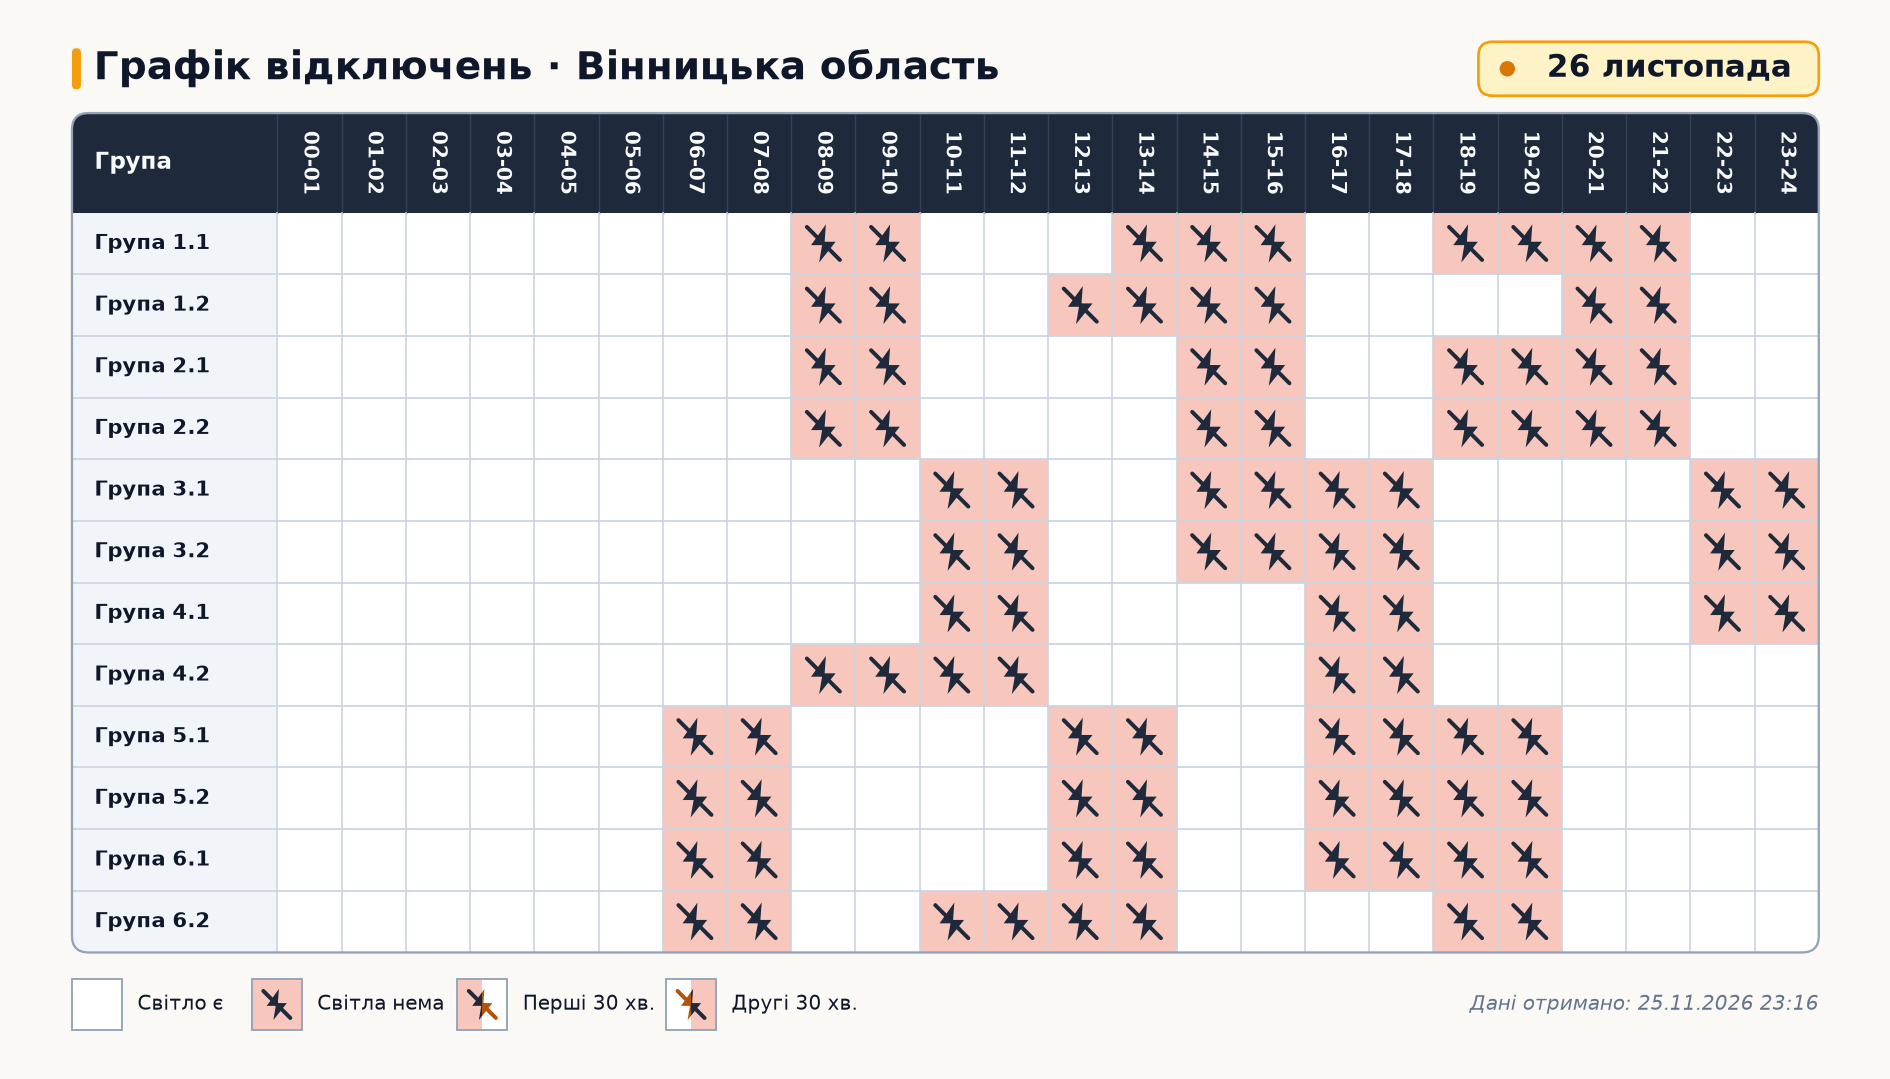 Графік відключень · Вінницька область
26 листопада
Група 00-01 01-02 02-03 03-04 04-05 05-06 06-07 07-08 08-09 09-10 10-11 11-12 12-13 13-14 14-15 15-16 16-17 17-18 18-19 19-20 20-21 21-22 22-23 23-24
Група 1.1
Група 1.2
Група 2.1
Група 2.2
Група 3.1
Група 3.2
Група 4.1
Група 4.2
Група 5.1
Група 5.2
Група 6.1
Група 6.2
Світло є Світла нема Перші 30 хв. Другі 30 хв.
Дані отримано: 25.11.2026 23:16